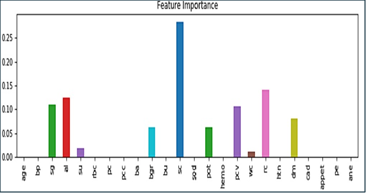 Feature Importance
0.25
0.20
0.15
0.10
0.05
0.00
age
bp
sg
al
su
rbc
pc
pcc
ba
bgr
bu
sc
sod
pot
hemo
pcv
wc
rc
htn
dm
cad
appet
pe
ane